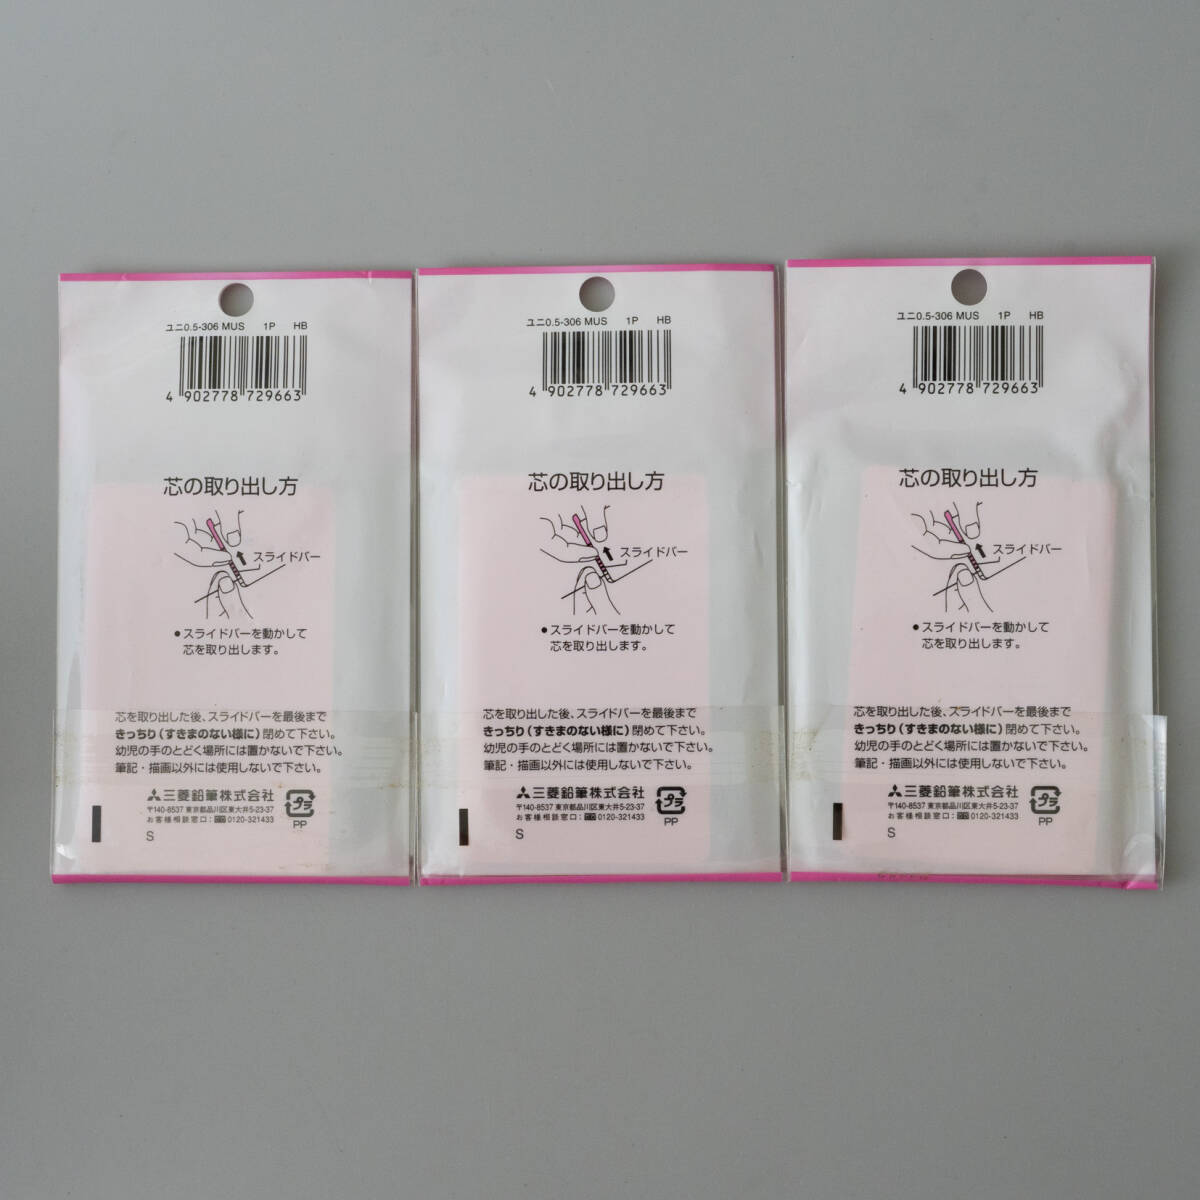 ユニ0.5-306 MUS 1P HB
4 902778 729663
芯の取り出し方
スライドバー
●スライドバーを動かして
芯を取り出します。
芯を取り出した後、スライドバーを最後まで
きっちり(すきまのない様に)閉めて下さい。
幼児の手のとどく場所には置かないで下さい。
筆記・描画以外には使用しないで下さい。
三菱鉛筆株式会社
〒140-8537 東京都品川区東大井5-23-37
お客様相談窓口:0120-321433
S
プラ
PP
ユニ0.5-306 MUS 1P HB
4 902778 729663
芯の取り出し方
スライドバー
●スライドバーを動かして
芯を取り出します。
芯を取り出した後、スライドバーを最後まで
きっちり(すきまのない様に)閉めて下さい。
幼児の手のとどく場所には置かないで下さい。
筆記・描画以外には使用しないで下さい。
三菱鉛筆株式会社
〒140-8537 東京都品川区東大井5-23-37
お客様相談窓口:0120-321433
S
プラ
PP
ユニ0.5-306 MUS 1P HB
4 902778 729663
芯の取り出し方
スライドバー
●スライドバーを動かして
芯を取り出します。
芯を取り出した後、スライドバーを最後まで
きっちり(すきまのない様に)閉めて下さい。
幼児の手のとどく場所には置かないで下さい。
筆記・描画以外には使用しないで下さい。
三菱鉛筆株式会社
〒140-8537 東京都品川区東大井5-23-37
お客様相談窓口:0120-321433
S
プラ
PP